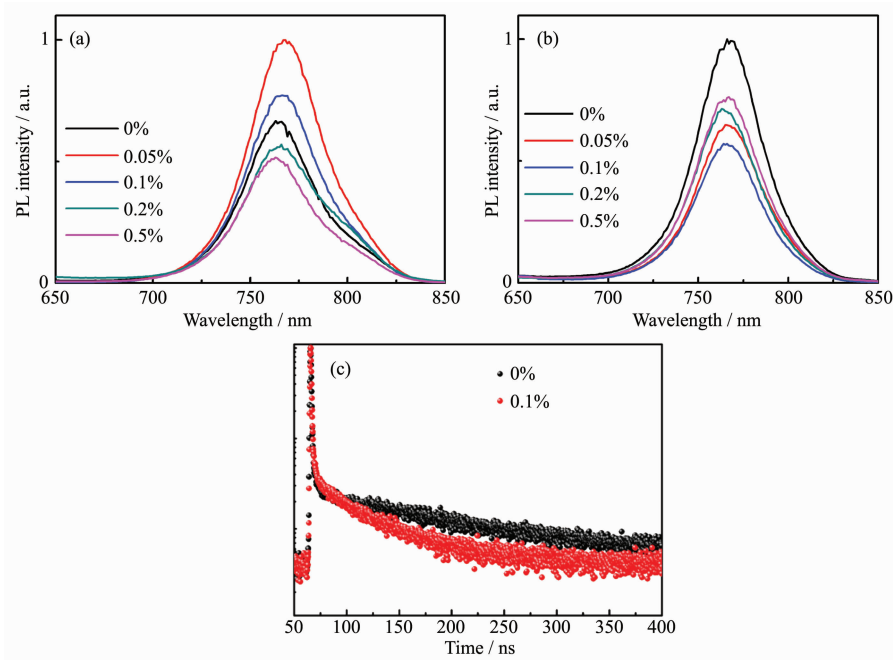 (a)
1
0
PL intensity / a.u.
0%
0.05%
0.1%
0.2%
0.5%
650 700 750 800 850
Wavelength / nm
(b)
1
0
PL intensity / a.u.
0%
0.05%
0.1%
0.2%
0.5%
650 700 750 800 850
Wavelength / nm
(c)
0%
0.1%
50 100 150 200 250 300 350 400
Time / ns